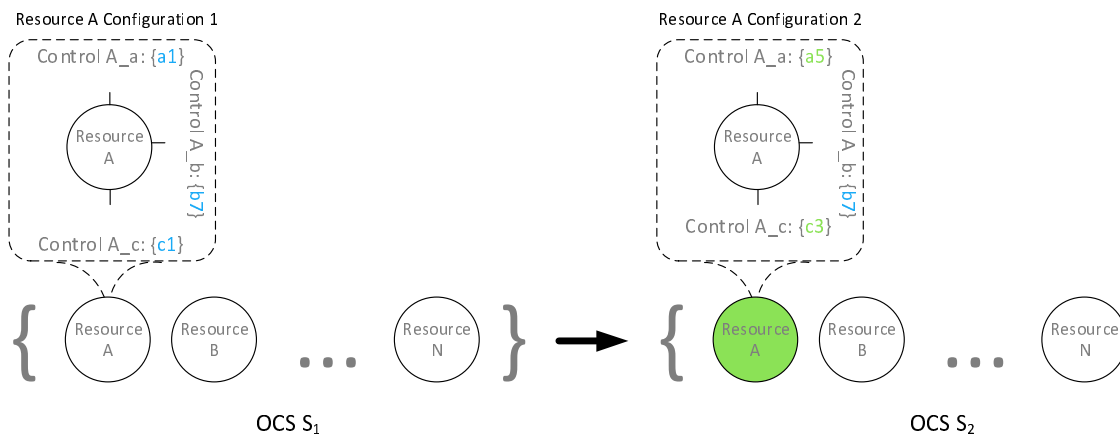 Resource A Configuration 1
Control A_a: {a1}
Control A_b: {b7}
Resource
A
Control A_c: {c1}
{
Resource
A
Resource
B
...
Resource
N
}
OCS S₁
Resource A Configuration 2
Control A_a: {a5}
Control A_b: {b7}
Resource
A
Control A_c: {c3}
{
Resource
A
Resource
B
...
Resource
N
OCS S₂